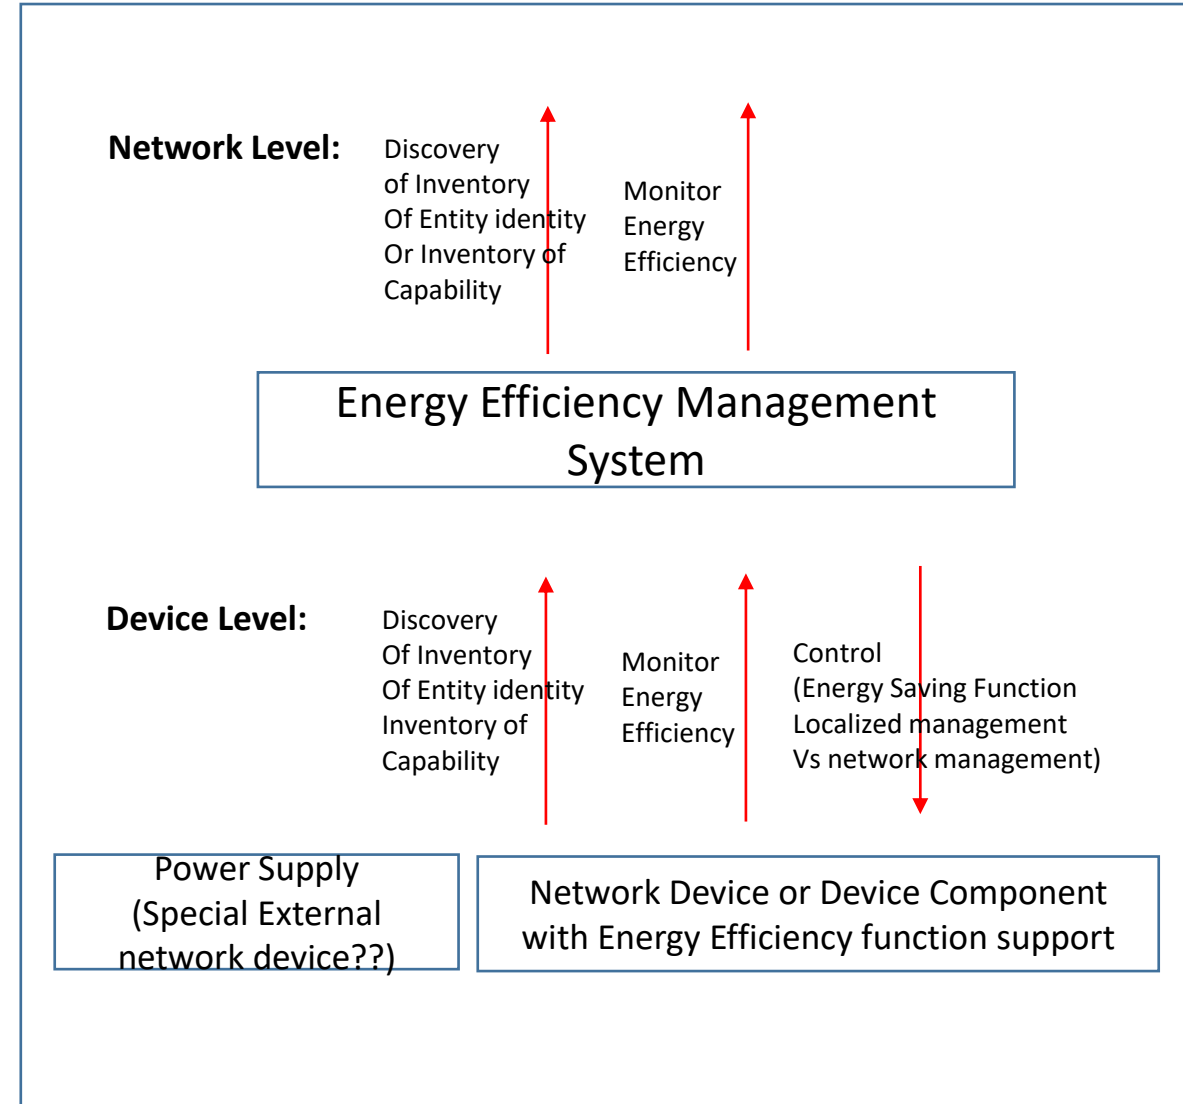 Network Level:
Discovery
of Inventory
Of Entity identity
Or Inventory of
Capability
Monitor
Energy
Efficiency
Energy Efficiency Management
System
Device Level:
Discovery
Of Inventory
Of Entity identity
Inventory of
Capability
Monitor
Energy
Efficiency
Control
(Energy Saving Function
Localized management
Vs network management)
Power Supply
(Special External
network device??)
Network Device or Device Component
with Energy Efficiency function support